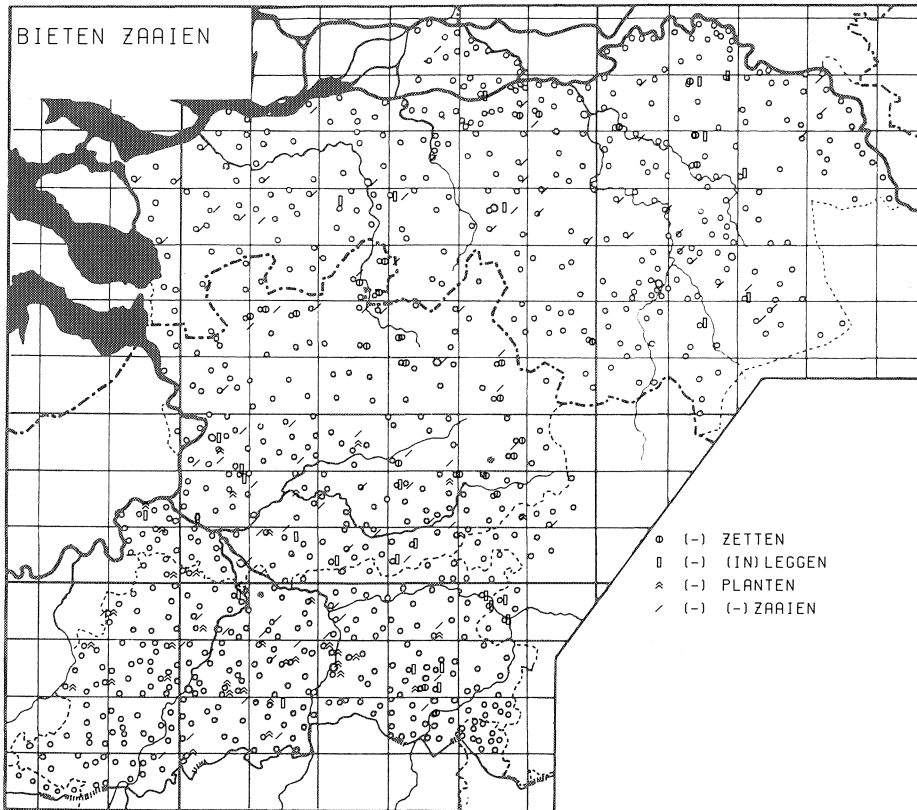 BIETEN ZAAIEN
(-) ZETTEN
(-) (IN)LEGGEN
(-) PLANTEN
(-) (-)ZAAIEN